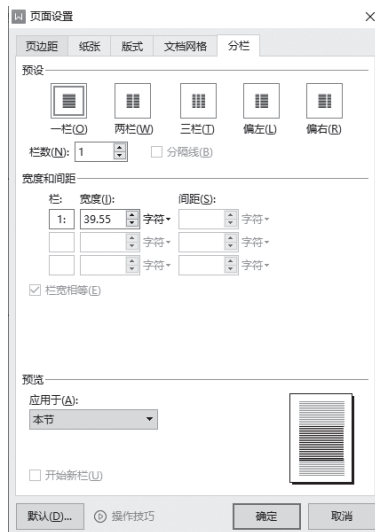 W 页面设置 ×
页边距 纸张 版式 文档网格 分栏
预设
一栏(O) 两栏(W) 三栏(T) 偏左(L) 偏右(R)
栏数(N): 1 分隔线(B)
宽度和间距
栏: 宽度(I): 间距(S):
1: 39.55 字符 字符
字符 字符
字符 字符
栏宽相等(E)
预览
应用于(A):
本节
开始新栏(U)
默认(D)... 操作技巧 确定 取消